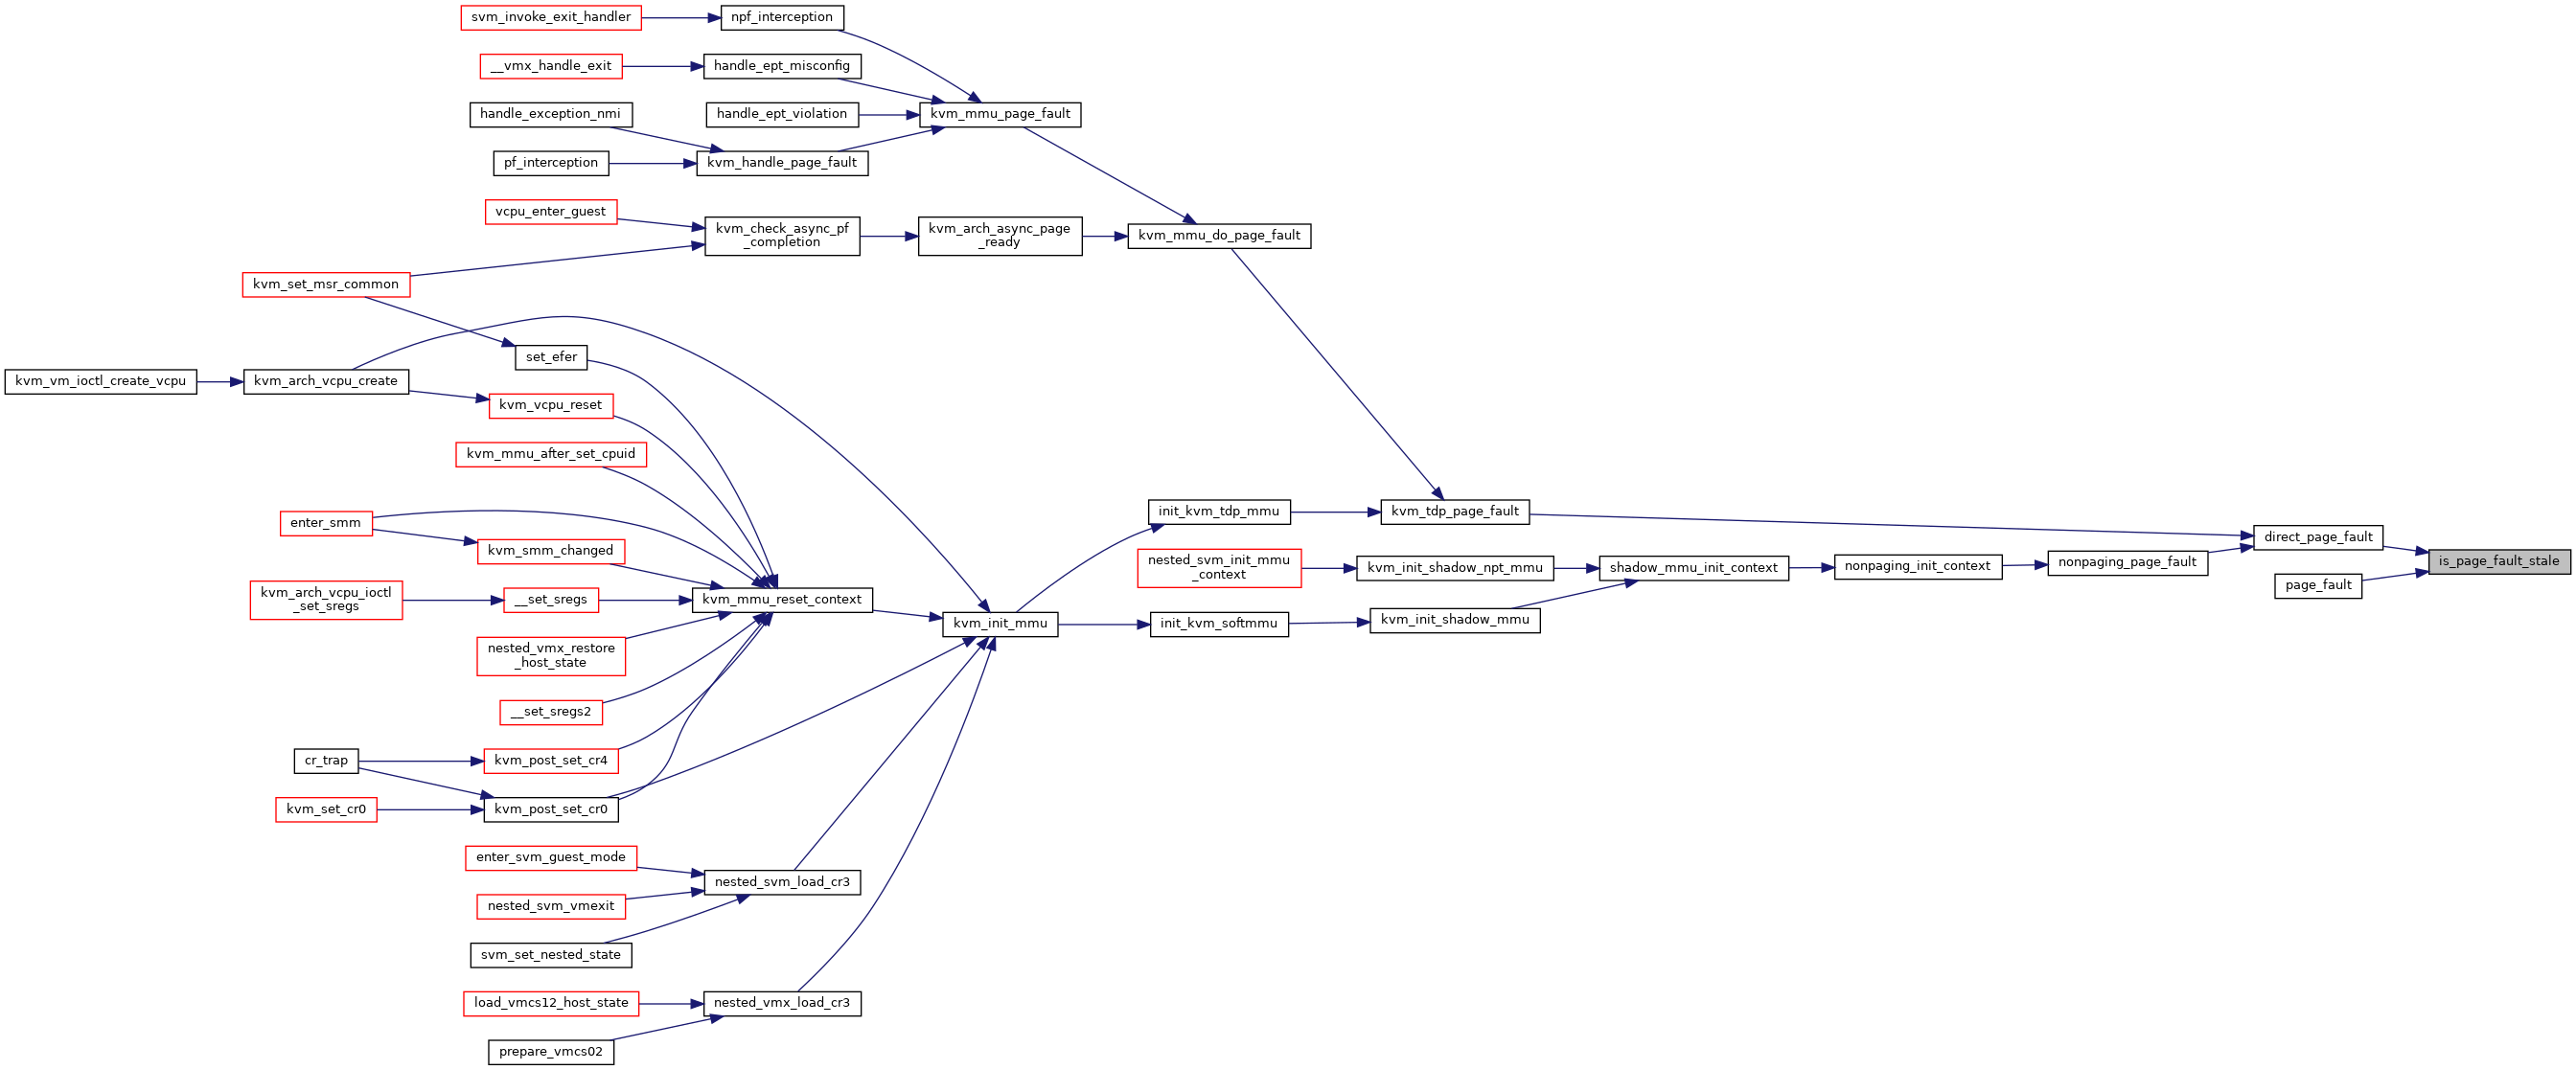 svm_invoke_exit_handler
npf_interception
__vmx_handle_exit
handle_ept_misconfig
handle_exception_nmi
handle_ept_violation
kvm_mmu_page_fault
pf_interception
kvm_handle_page_fault
vcpu_enter_guest
kvm_check_async_pf
_completion
kvm_arch_async_page
_ready
kvm_mmu_do_page_fault
kvm_set_msr_common
set_efer
kvm_vm_ioctl_create_vcpu
kvm_arch_vcpu_create
kvm_vcpu_reset
kvm_mmu_after_set_cpuid
enter_smm
init_kvm_tdp_mmu
kvm_tdp_page_fault
direct_page_fault
kvm_smm_changed
nested_svm_init_mmu
_context
kvm_init_shadow_npt_mmu
shadow_mmu_init_context
nonpaging_init_context
nonpaging_page_fault
is_page_fault_stale
page_fault
kvm_arch_vcpu_ioctl
_set_sregs
__set_sregs
kvm_mmu_reset_context
kvm_init_mmu
init_kvm_softmmu
kvm_init_shadow_mmu
nested_vmx_restore
_host_state
__set_sregs2
cr_trap
kvm_post_set_cr4
kvm_set_cr0
kvm_post_set_cr0
enter_svm_guest_mode
nested_svm_load_cr3
nested_svm_vmexit
svm_set_nested_state
load_vmcs12_host_state
nested_vmx_load_cr3
prepare_vmcs02